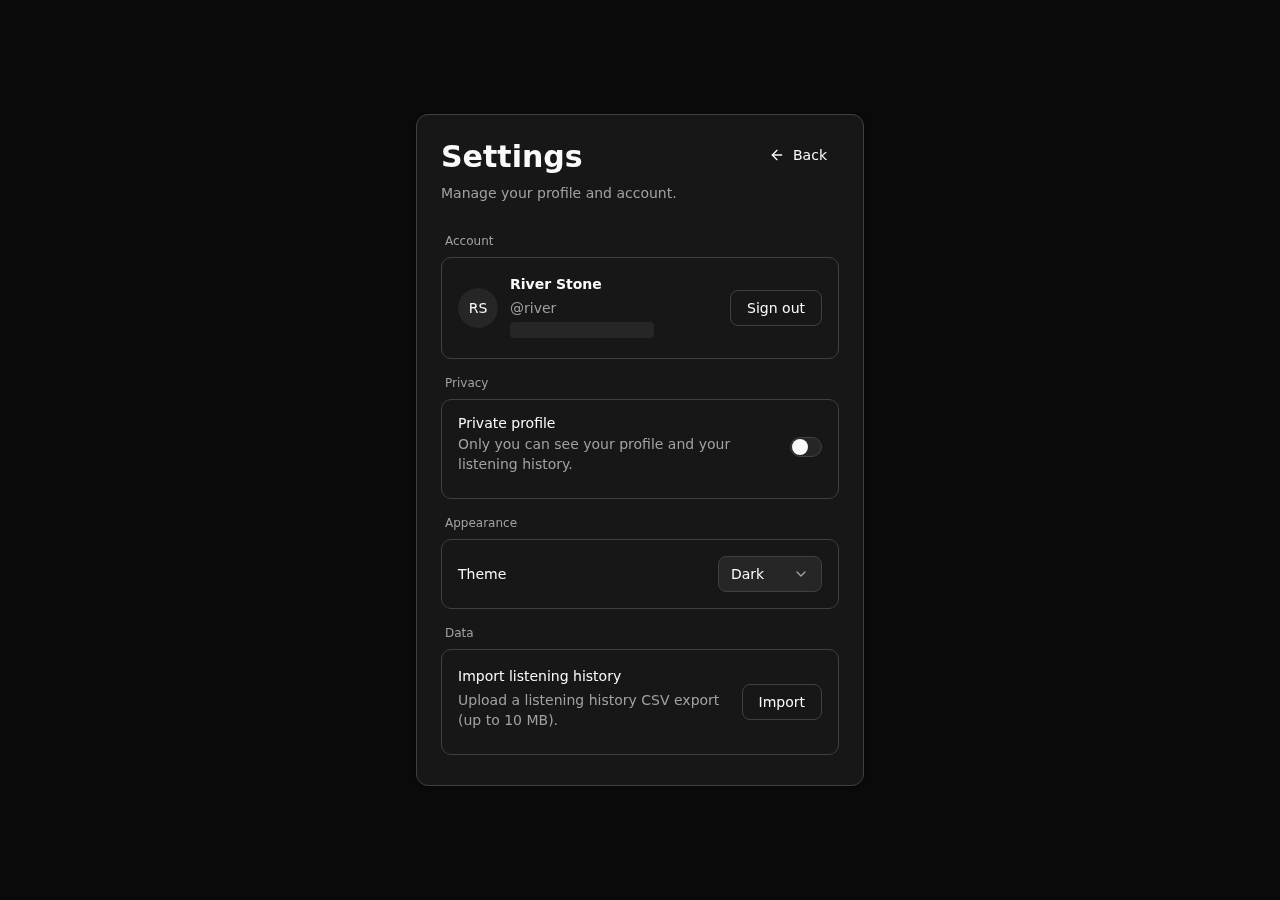 Settings
Back
Manage your profile and account.
Account
RS
River Stone
@river
Sign out
Privacy
Private profile
Only you can see your profile and your
listening history.
Appearance
Theme
Dark
Data
Import listening history
Upload a listening history CSV export
(up to 10 MB).
Import